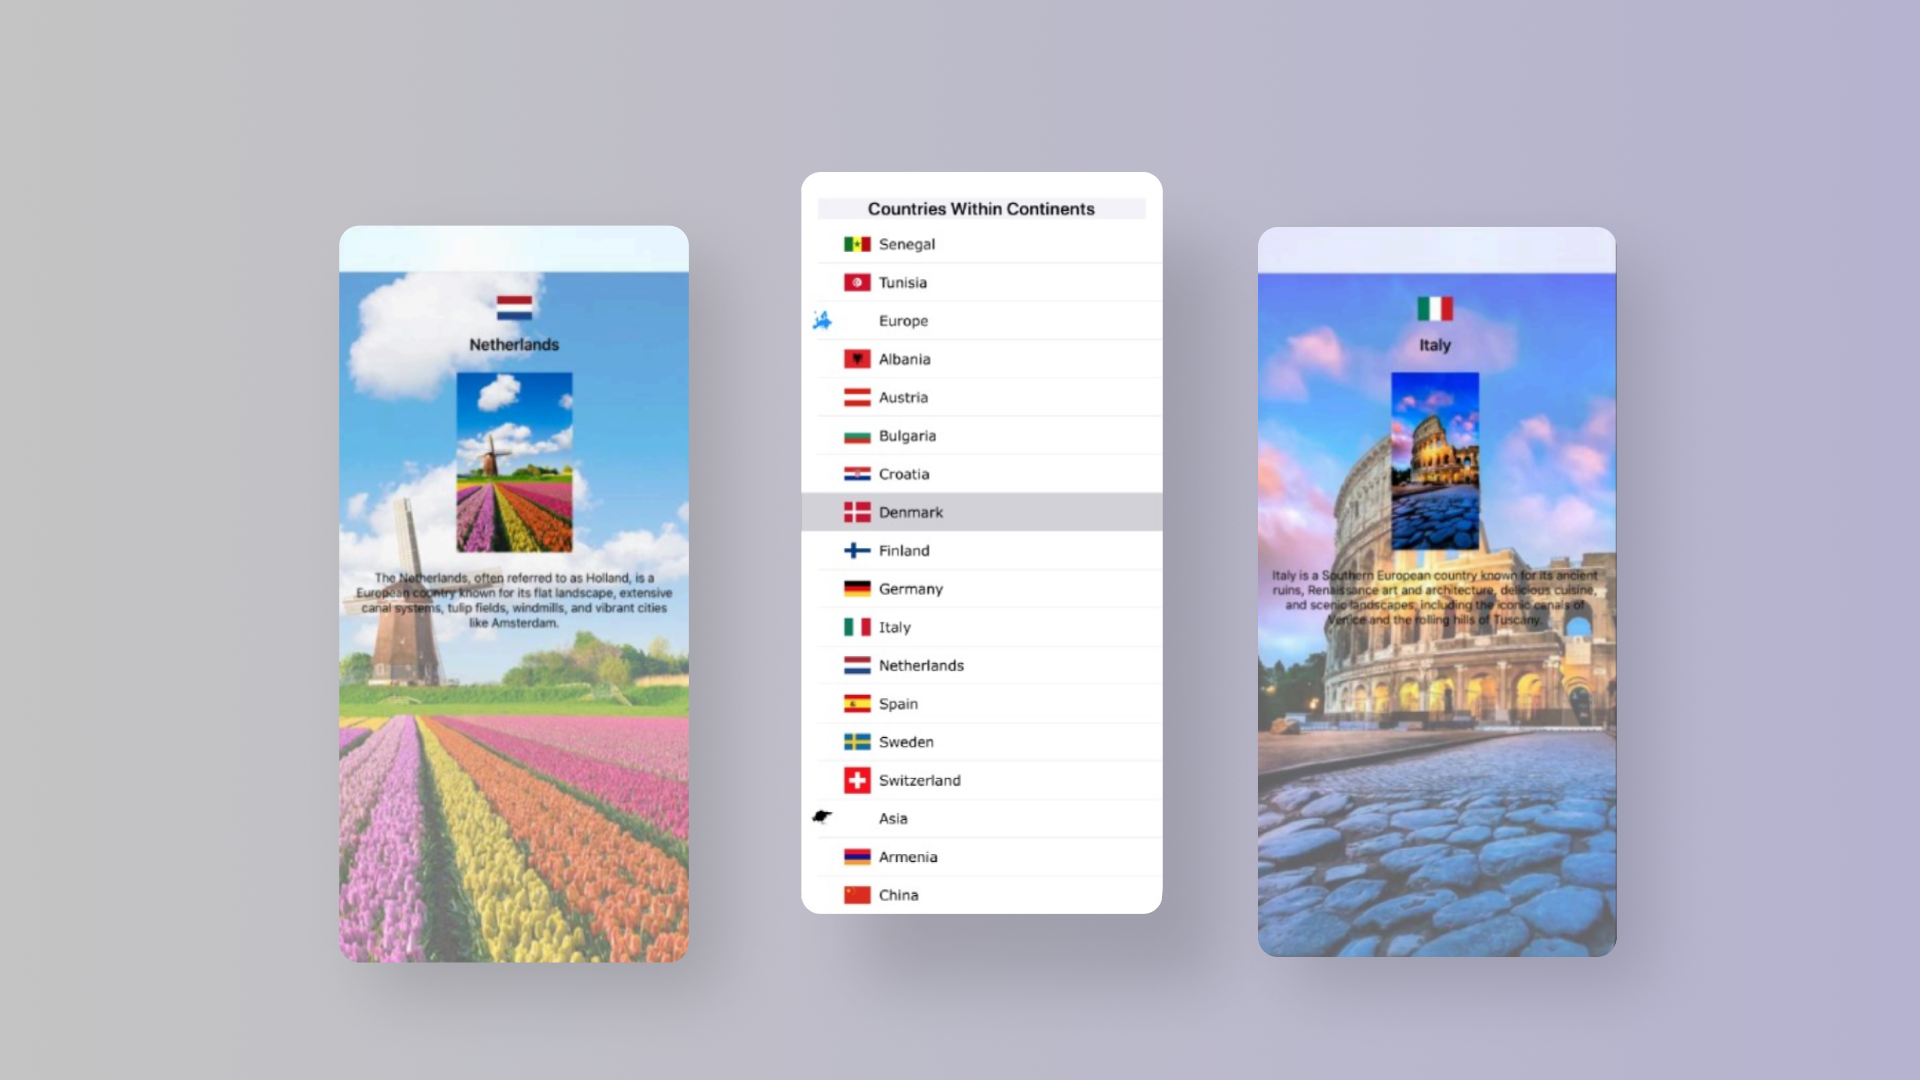 Netherlands
The Netherlands, often referred to as Holland, is a
European country known for its flat landscape, extensive
canal systems, tulip fields, windmills, and vibrant cities
like Amsterdam.
Countries Within Continents
Senegal
Tunisia
Europe
Albania
Austria
Bulgaria
Croatia
Denmark
Finland
Germany
Italy
Netherlands
Spain
Sweden
Switzerland
Asia
Armenia
China
Italy
Italy is a Southern European country known for its ancient
ruins, Renaissance art and architecture, delicious cuisine,
and scenic landscapes, including the iconic canals of
Venice and the rolling hills of Tuscany.